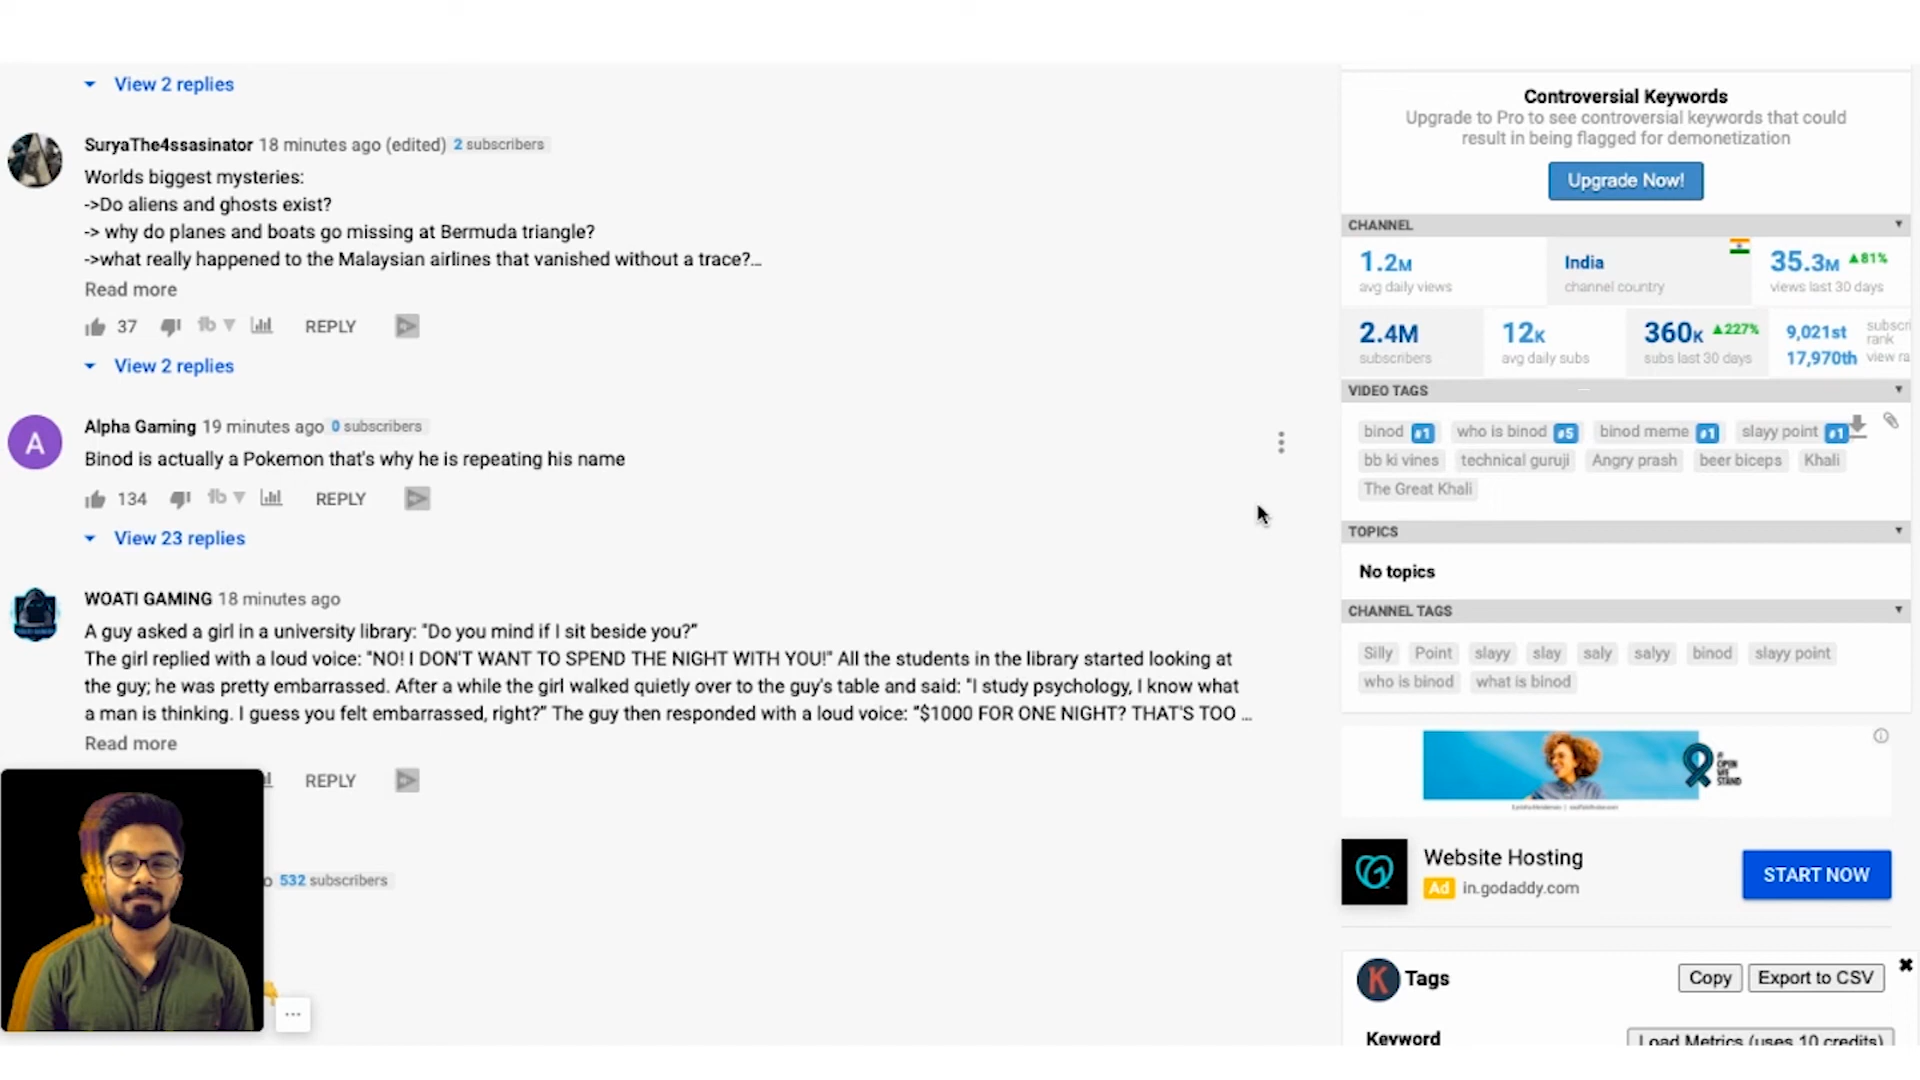 View 2 replies
SuryaThe4ssasinator 18 minutes ago (edited) 2 subscribers
Worlds biggest mysteries:
->Do aliens and ghosts exist?
-> why do planes and boats go missing at Bermuda triangle?
->what really happened to the Malaysian airlines that vanished without a trace?...
Read more
37 REPLY
View 2 replies
A
Alpha Gaming 19 minutes ago 0 subscribers
Binod is actually a Pokemon that's why he is repeating his name
134 REPLY
View 23 replies
WOATI GAMING 18 minutes ago
A guy asked a girl in a university library: "Do you mind if I sit beside you?"
The girl replied with a loud voice: "NO! I DON'T WANT TO SPEND THE NIGHT WITH YOU!" All the students in the library started looking at
the guy; he was pretty embarrassed. After a while the girl walked quietly over to the guy's table and said: "I study psychology, I know what
a man is thinking. I guess you felt embarrassed, right?" The guy then responded with a loud voice: "$1000 FOR ONE NIGHT? THAT'S TOO ...
Read more
REPLY
532 subscribers
Controversial Keywords
Upgrade to Pro to see controversial keywords that could
result in being flagged for demonetization
Upgrade Now!
CHANNEL
1.2M India 35.3M ▲81%
avg daily views channel country views last 30 days
2.4M 12K 360K ▲227% 9,021st subscri
rank
subscribers avg daily subs subs last 30 days 17,970th view ra
VIDEO TAGS
binod #1 who is binod #5 binod meme #1 slayy point #1
bb ki vines technical guruji Angry prash beer biceps Khali
The Great Khali
TOPICS
No topics
CHANNEL TAGS
Silly Point slayy slay saly salyy binod slayy point
who is binod what is binod
OPEN
WE
STAND
Website Hosting
Ad in.godaddy.com
START NOW
K Tags Copy Export to CSV
Keyword Load Metrics (uses 10 credits)